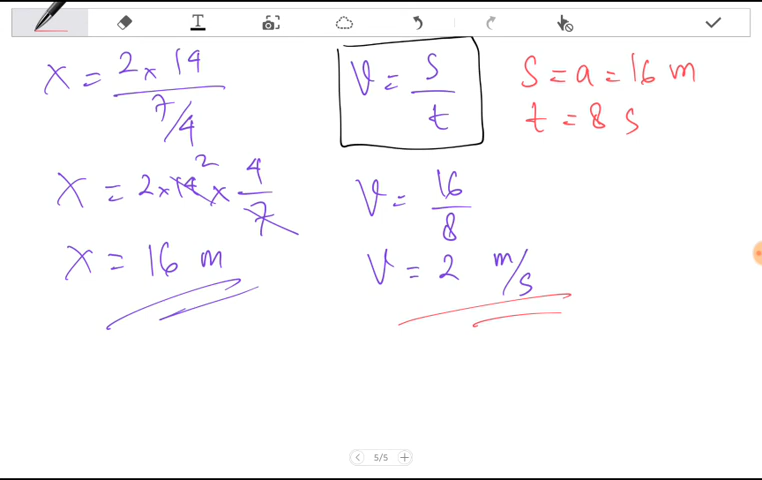 x = 2 x 14 / 7/4
x = 2 x 14 2 x 4/7
x = 16 m
V = S/t
V = 16/8
V = 2 m/s
S = a = 16 m
t = 8 s
5/5